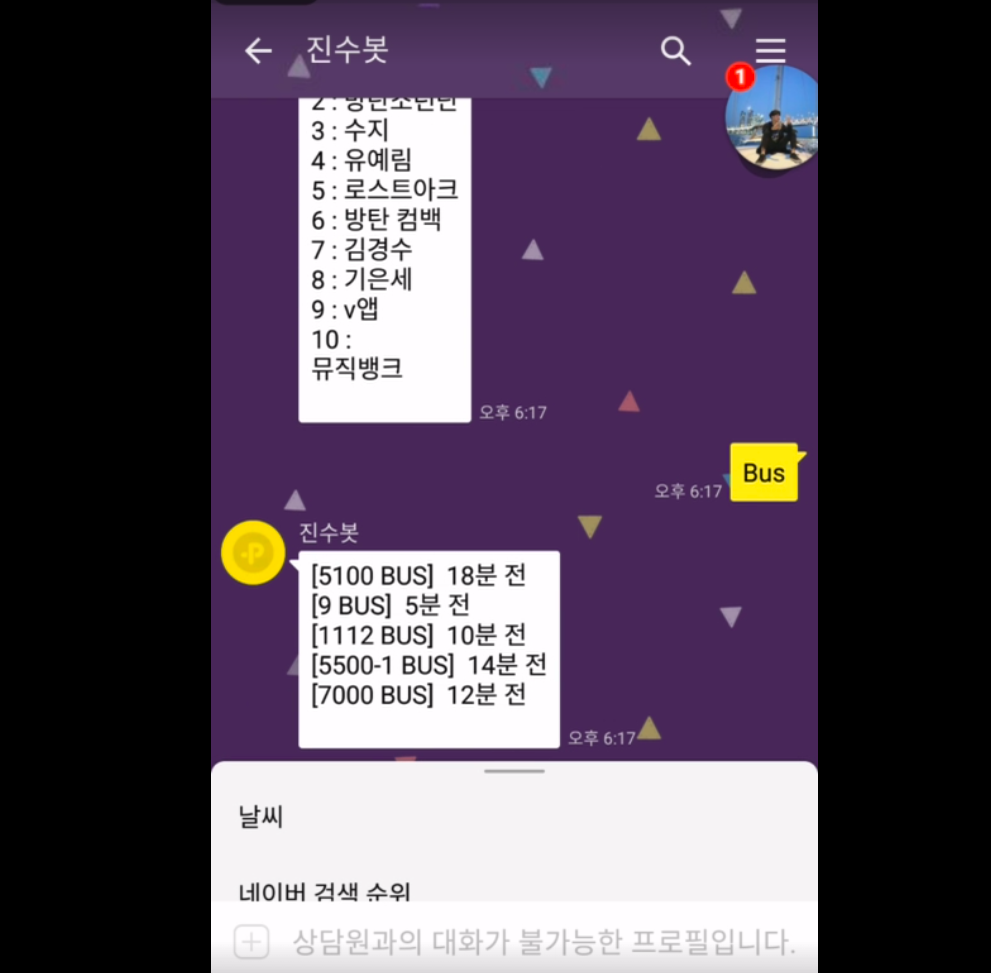 진수봇
1
2 : 방탄소년단
3 : 수지
4 : 유예림
5 : 로스트아크
6 : 방탄 컴백
7 : 김경수
8 : 기은세
9 : v앱
10 :
뮤직뱅크
오후 6:17
Bus
오후 6:17
진수봇
[5100 BUS] 18분 전
[9 BUS] 5분 전
[1112 BUS] 10분 전
[5500-1 BUS] 14분 전
[7000 BUS] 12분 전
오후 6:17
날씨
네이버 검색 순위
상담원과의 대화가 불가능한 프로필입니다.